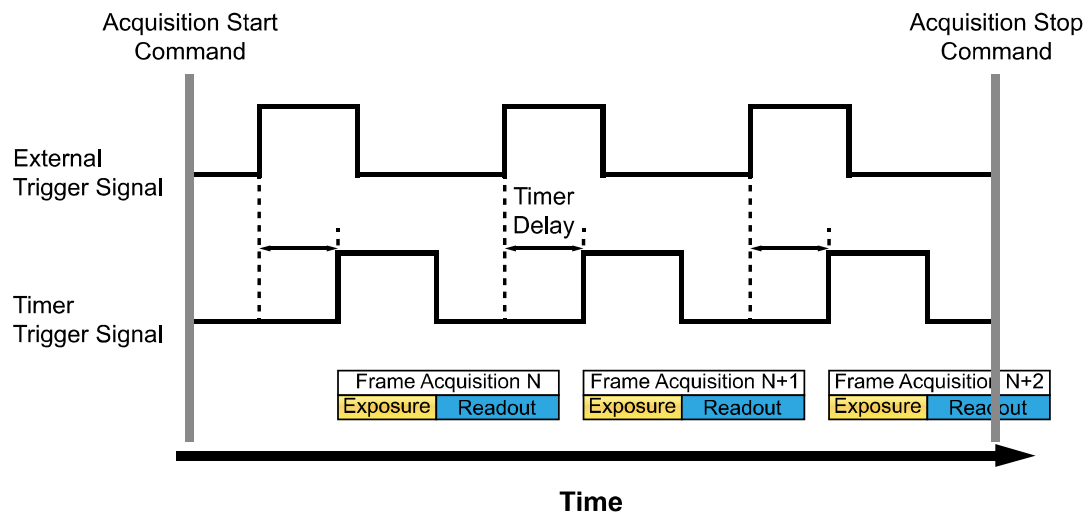 Acquisition Start
Command
Acquisition Stop
Command
External
Trigger Signal
Timer
Delay
Timer
Trigger Signal
Frame Acquisition N
Frame Acquisition N+1
Frame Acquisition N+2
Exposure
Readout
Exposure
Readout
Exposure
Readout
Time